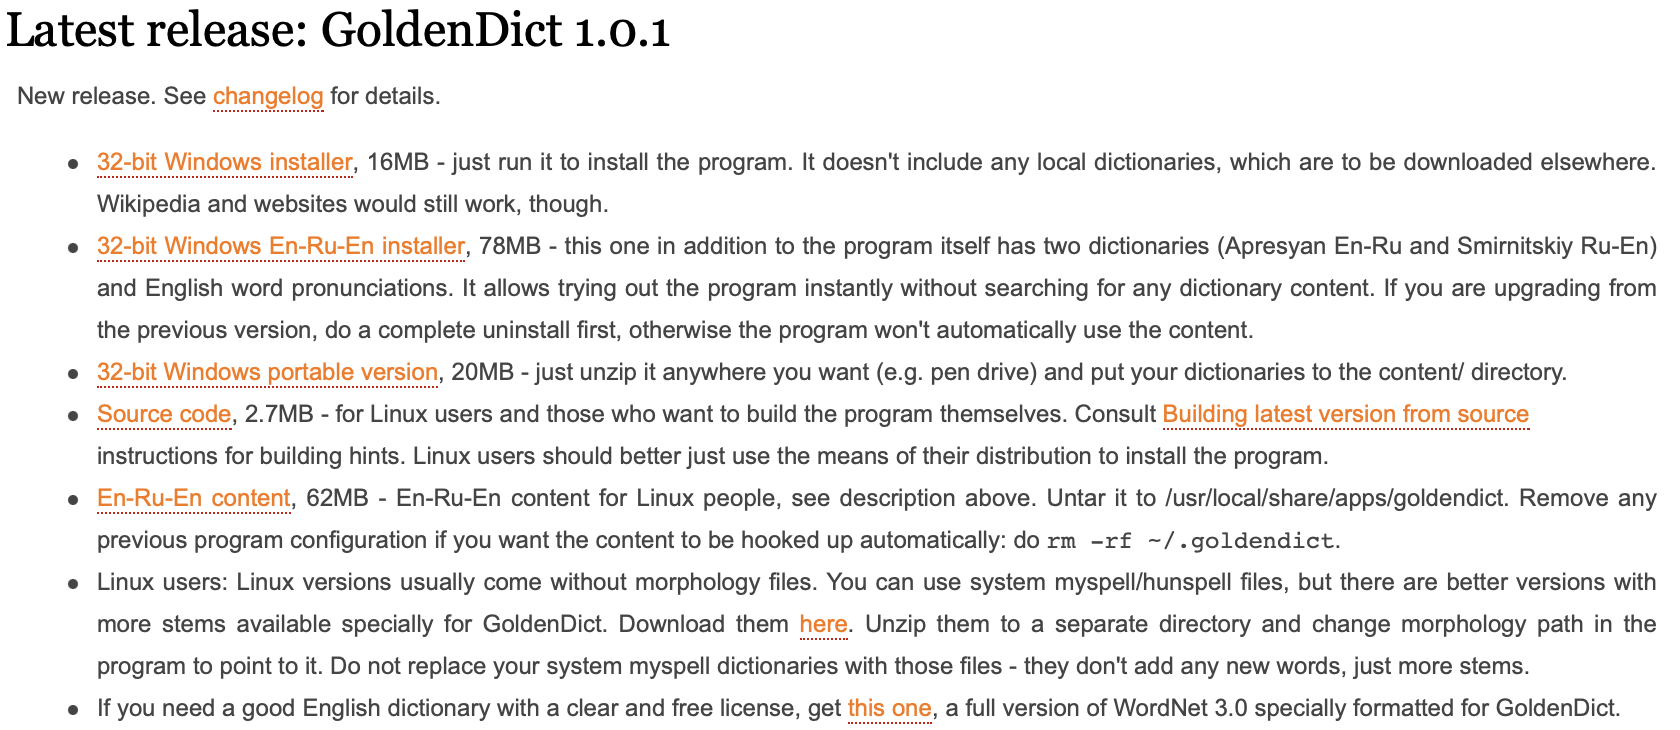 Latest release: GoldenDict 1.0.1
New release. See changelog for details.
● 32-bit Windows installer, 16MB - just run it to install the program. It doesn't include any local dictionaries, which are to be downloaded elsewhere.
Wikipedia and websites would still work, though.
● 32-bit Windows En-Ru-En installer, 78MB - this one in addition to the program itself has two dictionaries (Apresyan En-Ru and Smirnitskiy Ru-En)
and English word pronunciations. It allows trying out the program instantly without searching for any dictionary content. If you are upgrading from
the previous version, do a complete uninstall first, otherwise the program won't automatically use the content.
● 32-bit Windows portable version, 20MB - just unzip it anywhere you want (e.g. pen drive) and put your dictionaries to the content/ directory.
● Source code, 2.7MB - for Linux users and those who want to build the program themselves. Consult Building latest version from source
instructions for building hints. Linux users should better just use the means of their distribution to install the program.
● En-Ru-En content, 62MB - En-Ru-En content for Linux people, see description above. Untar it to /usr/local/share/apps/goldendict. Remove any
previous program configuration if you want the content to be hooked up automatically: do rm -rf ~/.goldendict.
● Linux users: Linux versions usually come without morphology files. You can use system myspell/hunspell files, but there are better versions with
more stems available specially for GoldenDict. Download them here. Unzip them to a separate directory and change morphology path in the
program to point to it. Do not replace your system myspell dictionaries with those files - they don't add any new words, just more stems.
● If you need a good English dictionary with a clear and free license, get this one, a full version of WordNet 3.0 specially formatted for GoldenDict.